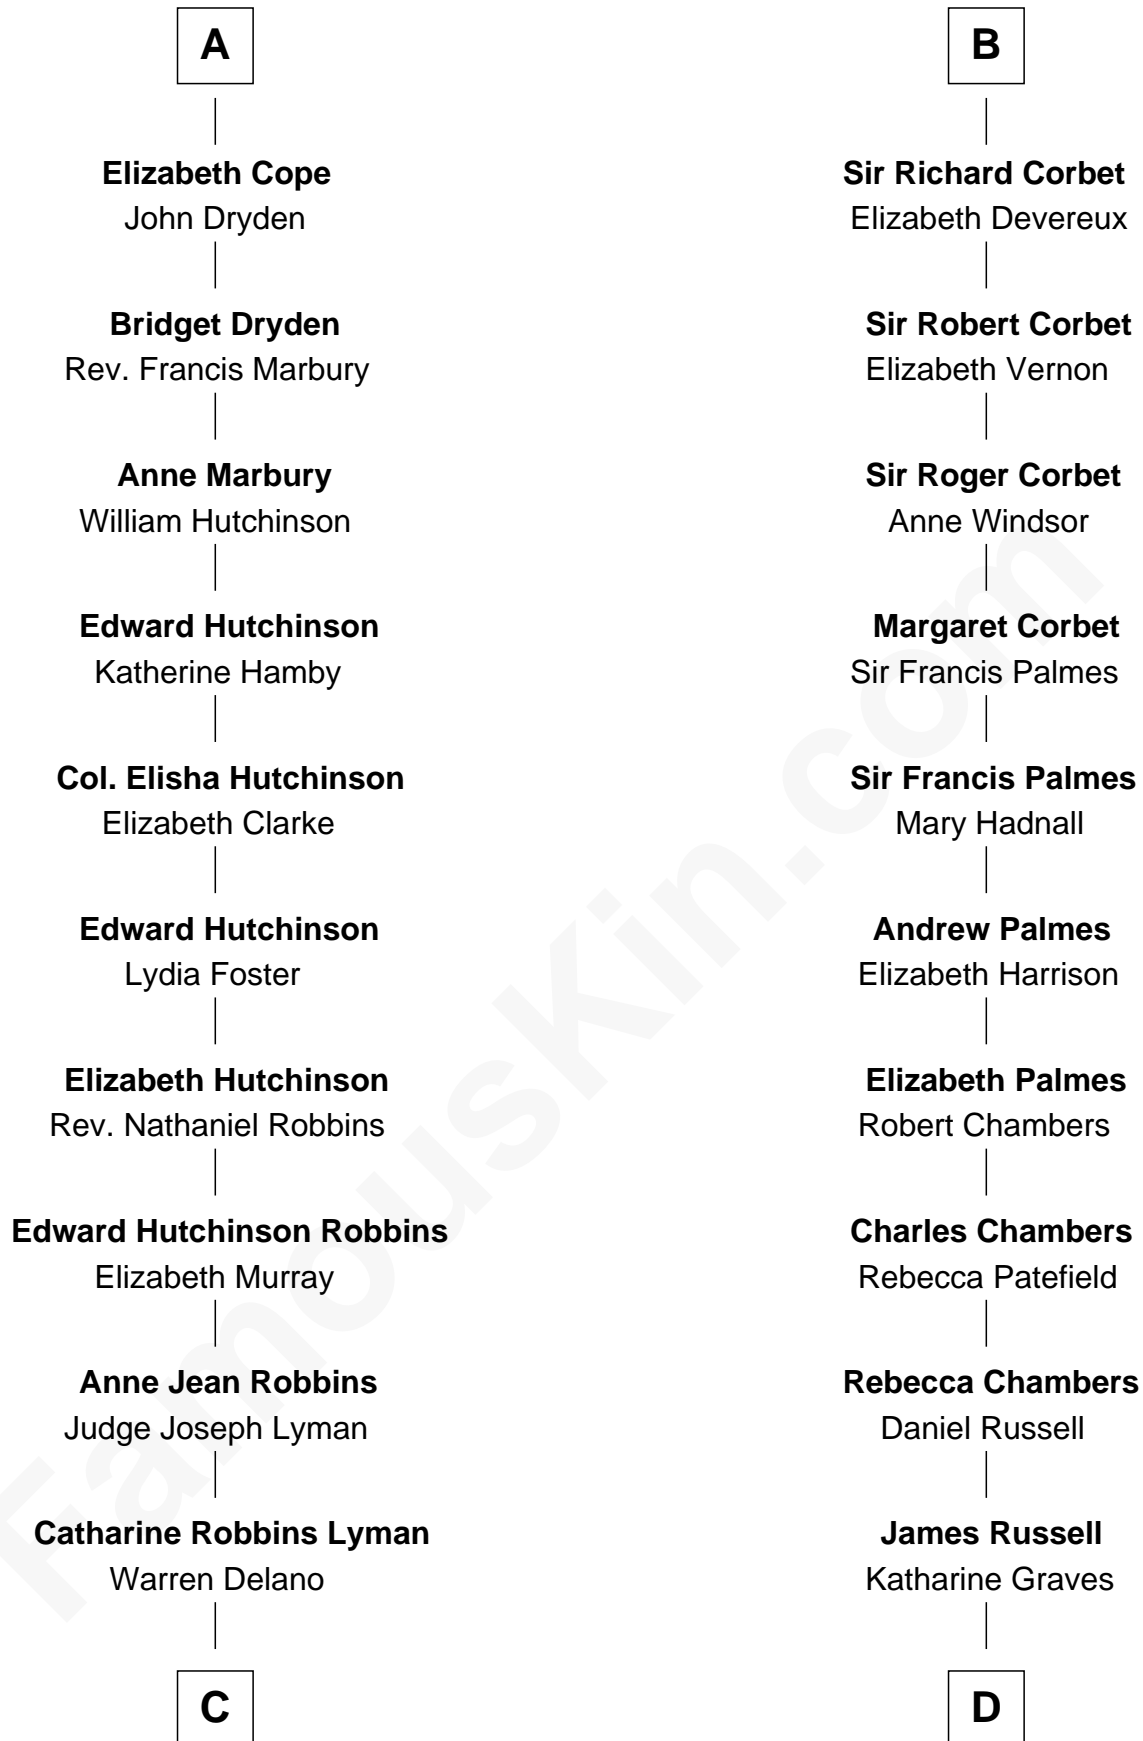 A
Elizabeth Cope
John Dryden
Bridget Dryden
Rev. Francis Marbury
Anne Marbury
William Hutchinson
Edward Hutchinson
Katherine Hamby
Col. Elisha Hutchinson
Elizabeth Clarke
Edward Hutchinson
Lydia Foster
Elizabeth Hutchinson
Rev. Nathaniel Robbins
Edward Hutchinson Robbins
Elizabeth Murray
Anne Jean Robbins
Judge Joseph Lyman
Catharine Robbins Lyman
Warren Delano
C
B
Sir Richard Corbet
Elizabeth Devereux
Sir Robert Corbet
Elizabeth Vernon
Sir Roger Corbet
Anne Windsor
Margaret Corbet
Sir Francis Palmes
Sir Francis Palmes
Mary Hadnall
Andrew Palmes
Elizabeth Harrison
Elizabeth Palmes
Robert Chambers
Charles Chambers
Rebecca Patefield
Rebecca Chambers
Daniel Russell
James Russell
Katharine Graves
D
FamousKin.com